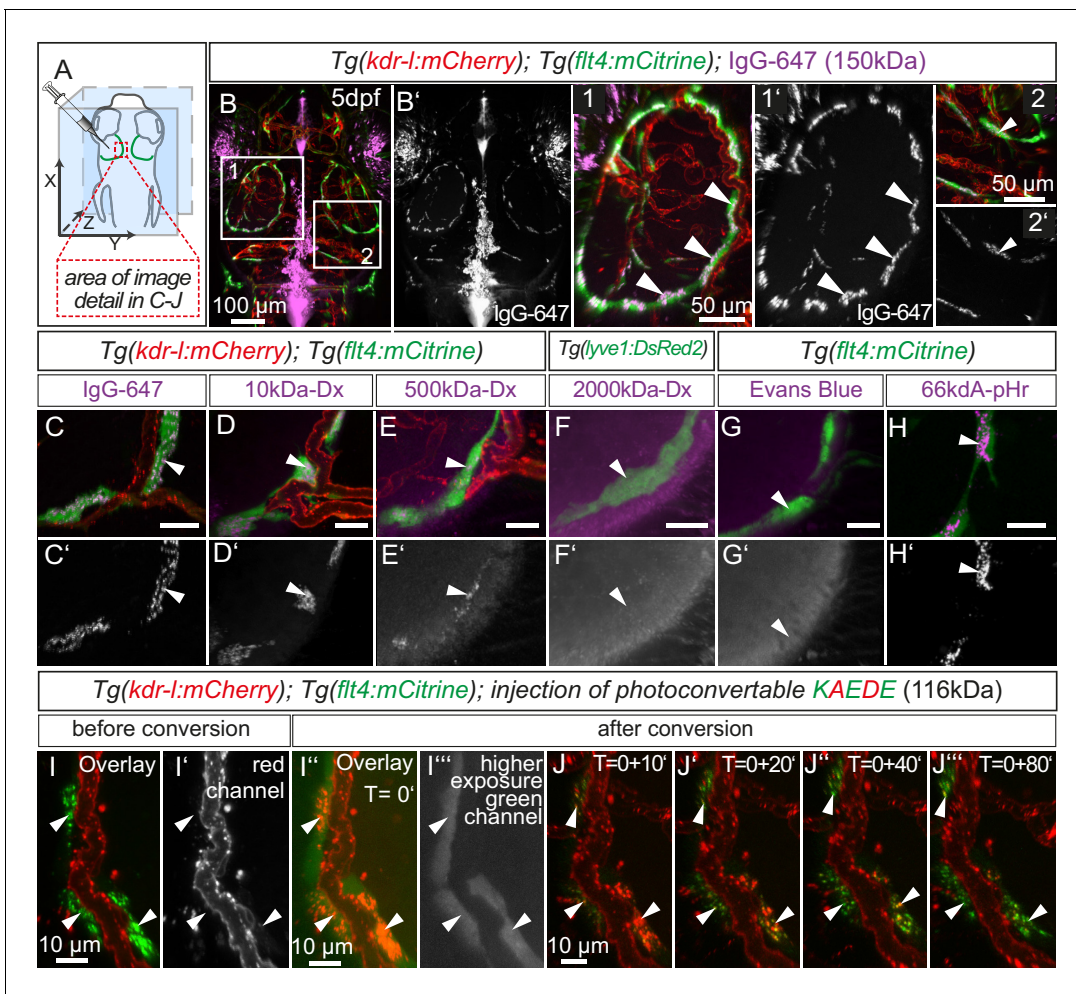 A
X
Z
Y
area of image
detail in C-J
Tg(kdr-l:mCherry); Tg(flt4:mCitrine); IgG-647 (150kDa)
B
5dpf
1
2
100 µm
B‘
IgG-647
1
50 µm
1‘
IgG-647
2
50 µm
2‘
Tg(kdr-l:mCherry); Tg(flt4:mCitrine)
Tg(lyve1:DsRed2)
Tg(flt4:mCitrine)
IgG-647
10kDa-Dx
500kDa-Dx
2000kDa-Dx
Evans Blue
66kdA-pHr
C
D
E
F
G
H
C‘
D‘
E‘
F‘
G‘
H‘
Tg(kdr-l:mCherry); Tg(flt4:mCitrine); injection of photoconvertable KAEDE (116kDa)
before conversion
after conversion
I
Overlay
10 µm
I‘
red
channel
I‘‘
Overlay
T= 0‘
10 µm
I‘‘‘
higher
exposure
green
channel
J
T=0+10‘
10 µm
J‘
T=0+20‘
J‘‘
T=0+40‘
J‘‘‘
T=0+80‘